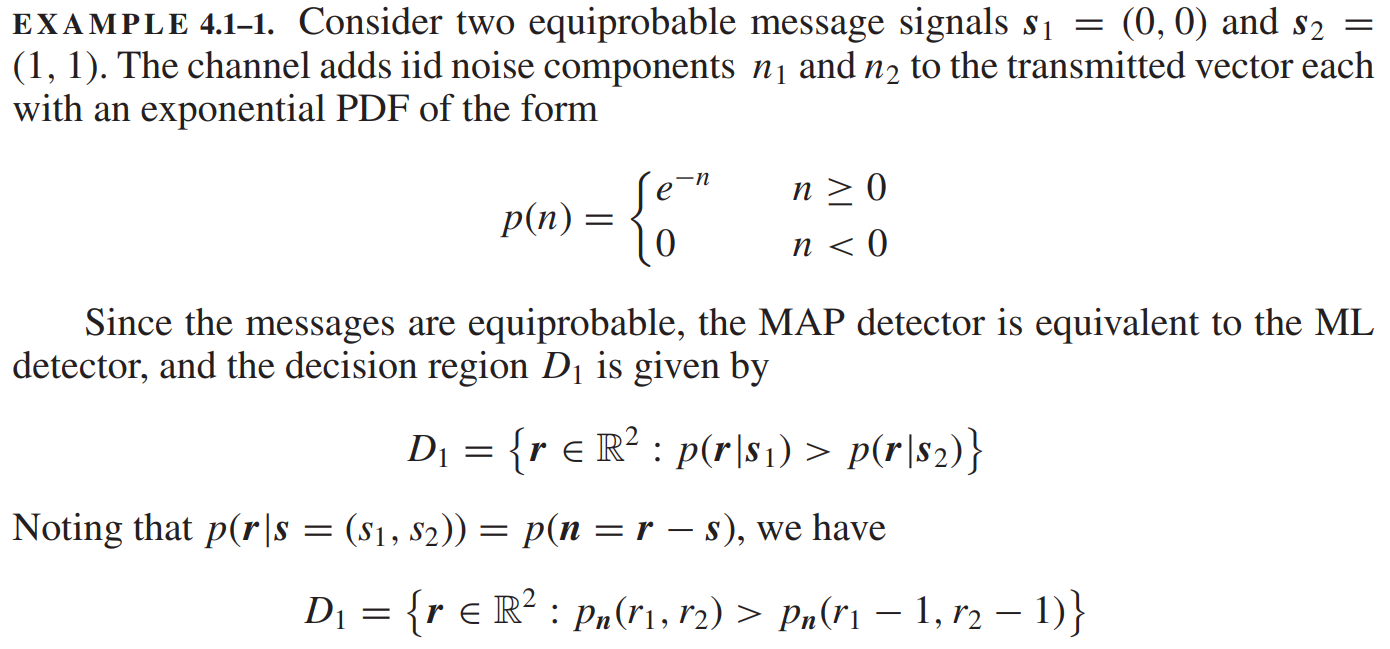 EXAMPLE 4.1–1. Consider two equiprobable message signals s₁ = (0, 0) and s₂ =
(1, 1). The channel adds iid noise components n₁ and n₂ to the transmitted vector each
with an exponential PDF of the form
p(n) = { e⁻ⁿ n ≥ 0
0 n < 0
Since the messages are equiprobable, the MAP detector is equivalent to the ML
detector, and the decision region D₁ is given by
D₁ = {r ∈ ℝ² : p(r|s₁) > p(r|s₂)}
Noting that p(r|s = (s₁, s₂)) = p(n = r − s), we have
D₁ = {r ∈ ℝ² : pₙ(r₁, r₂) > pₙ(r₁ − 1, r₂ − 1)}